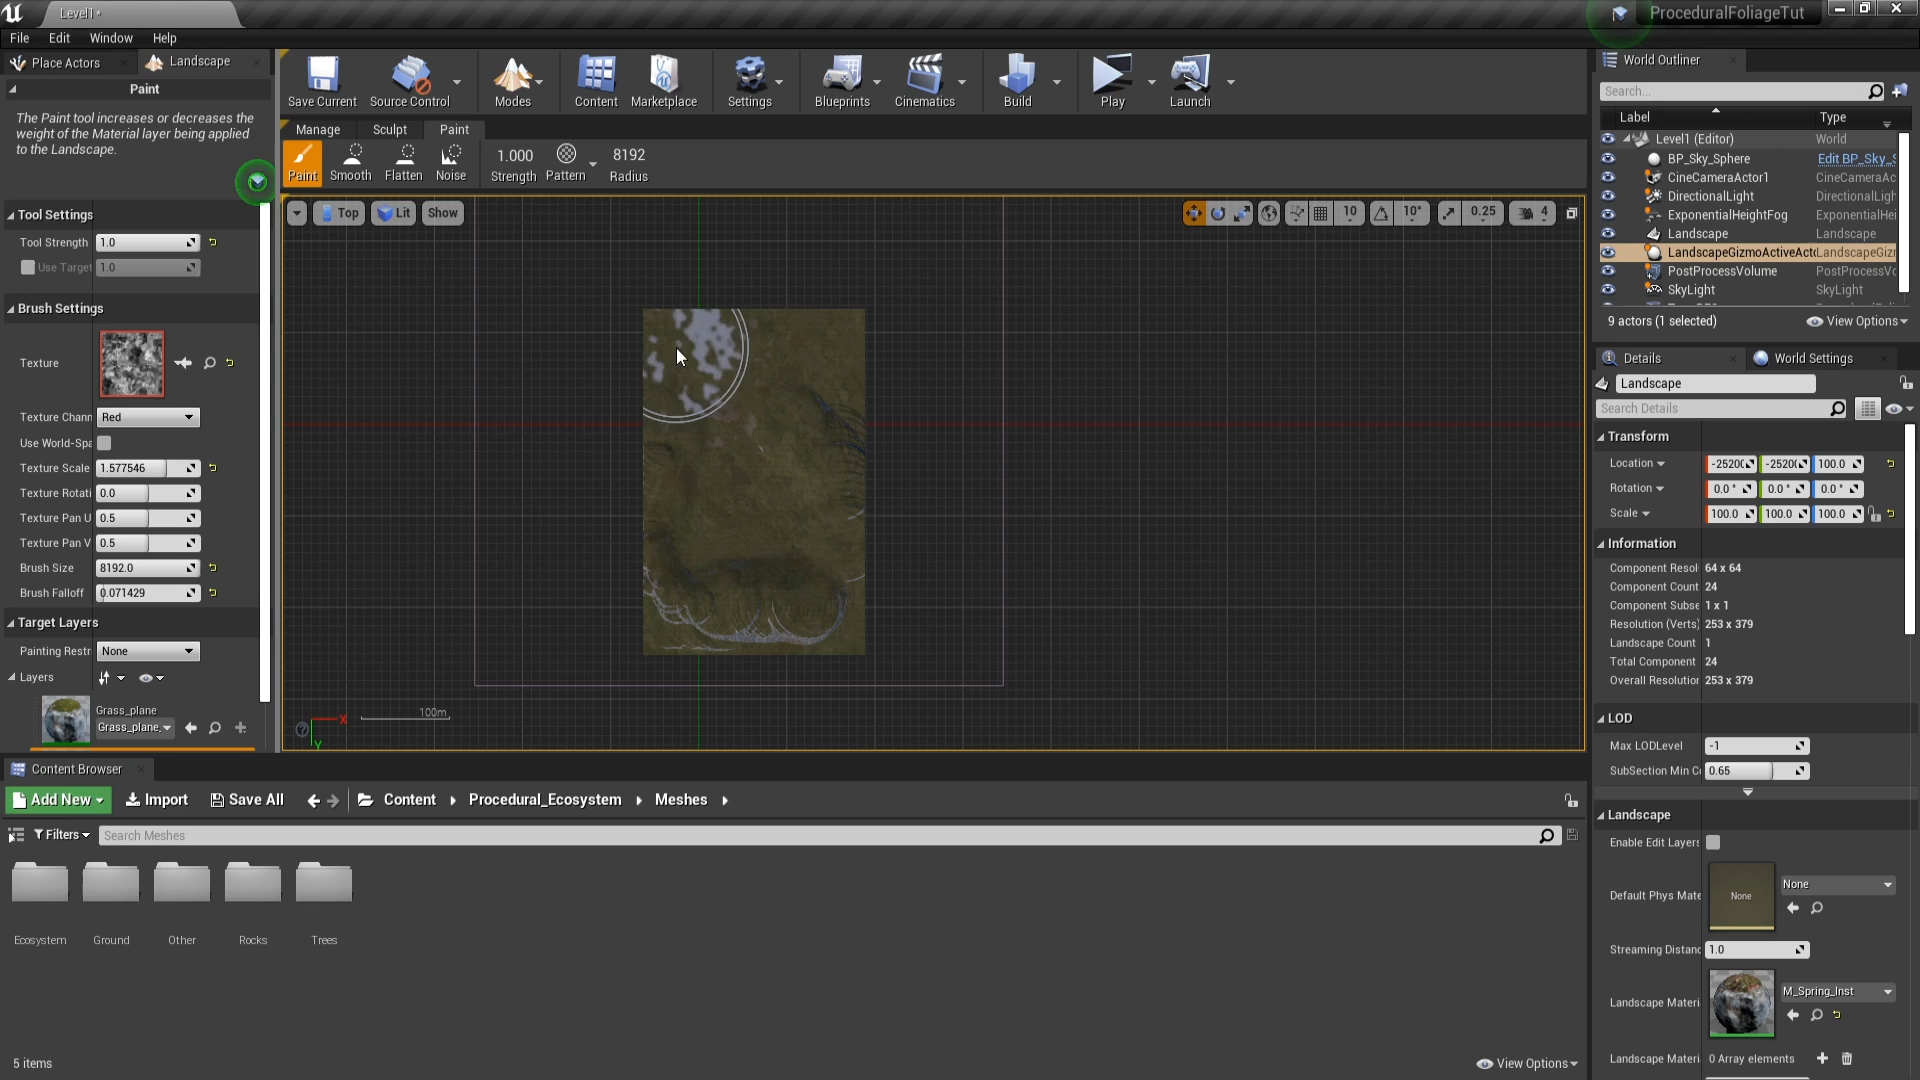 Level1*
ProceduralFoliageTut
File Edit Window Help
Place Actors
Landscape
Paint
The Paint tool increases or decreases the
weight of the Material layer being applied
to the Landscape.
Tool Settings
Tool Strength 1.0
Use Target 1.0
Brush Settings
Texture
Texture Chann Red
Use World-Spa
Texture Scale 1.577546
Texture Rotati 0.0
Texture Pan U 0.5
Texture Pan V 0.5
Brush Size 8192.0
Brush Falloff 0.071429
Target Layers
Painting Restr None
Layers
Grass_plane
Grass_plane.
Save Current Source Control Modes Content Marketplace Settings Blueprints Cinematics Build Play Launch
Manage Sculpt Paint
Paint Smooth Flatten Noise
1.000
Strength
Pattern
8192
Radius
Top Lit Show
10 10° 0.25 4
100m
X
Y
World Outliner
Search...
Label Type
Level1 (Editor) World
BP_Sky_Sphere Edit BP_Sky_S
CineCameraActor1 CineCameraAc
DirectionalLight DirectionalLigh
ExponentialHeightFog ExponentialHei
Landscape Landscape
LandscapeGizmoActiveActo LandscapeGizr
PostProcessVolume PostProcessVo
SkyLight SkyLight
9 actors (1 selected) View Options
Details
World Settings
Landscape
Search Details
Transform
Location -2520( -2520( 100.0
Rotation 0.0 ° 0.0 ° 0.0 °
Scale 100.0 100.0 100.0
Information
Component Resol 64 x 64
Component Count 24
Component Subse 1 x 1
Resolution (Verts) 253 x 379
Landscape Count 1
Total Component 24
Overall Resolution 253 x 379
LOD
Max LODLevel -1
SubSection Min C 0.65
Landscape
Enable Edit Layers
Default Phys Mate None None
Streaming Distanc 1.0
Landscape Materi M_Spring_Inst
Landscape Materi 0 Array elements
Content Browser
Add New Import Save All Content Procedural_Ecosystem Meshes
Filters Search Meshes
Ecosystem Ground Other Rocks Trees
5 items
View Options